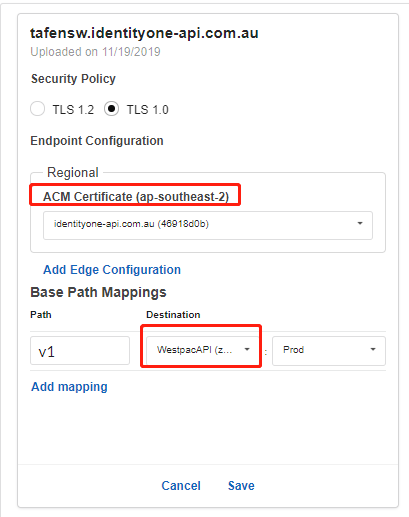 tafensw.identityone-api.com.au
Uploaded on 11/19/2019
Security Policy
TLS 1.2 TLS 1.0
Endpoint Configuration
Regional
ACM Certificate (ap-southeast-2)
identityone-api.com.au (46918d0b)
Add Edge Configuration
Base Path Mappings
Path Destination
v1 WestpacAPI (z... : Prod
Add mapping
Cancel Save